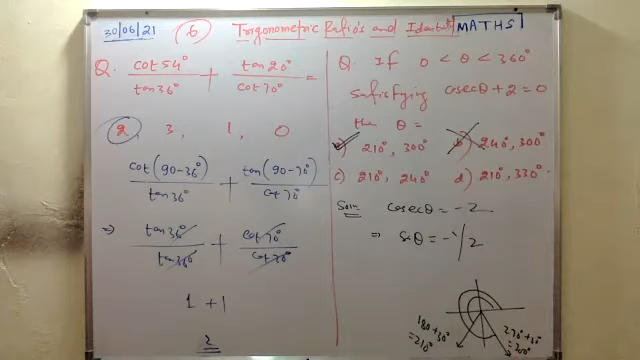 30/06/21 6 Trigonometric Ratio's and Identity MATHS
Q. cot 54° / tan 36° + tan 20° / cot 70° =
2, 3, 1, 0
cot(90-36°) / tan 36° + tan(90-70°) / cot 70°
⇒ tan 36° / tan 36° + cot 70° / cot 70°
1 + 1
2
Q. If 0 < θ < 360°
satisfying cosecθ + 2 = 0
the θ =
a) 210°, 300° b) 240°, 300°
c) 210°, 240° d) 210°, 330°
Soln cosecθ = -2
⇒ sinθ = -1/2
180+30°
=210°
270°+30°
=300°